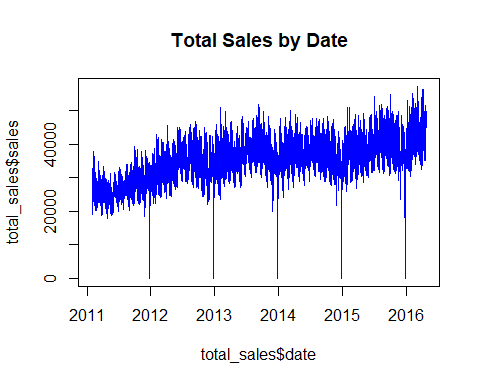 Total Sales by Date
total_sales$sales
40000
20000
0
2011 2012 2013 2014 2015 2016
total_sales$date